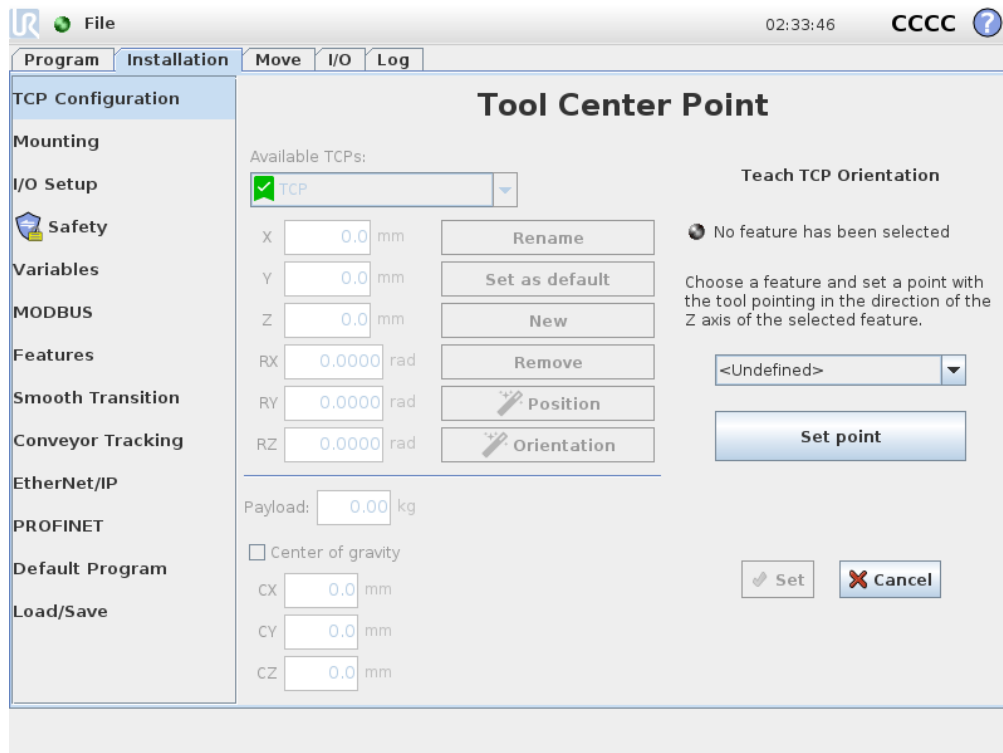 UR File 02:33:46 CCCC ?
Program Installation Move I/O Log
TCP Configuration
Mounting
I/O Setup
Safety
Variables
MODBUS
Features
Smooth Transition
Conveyor Tracking
EtherNet/IP
PROFINET
Default Program
Load/Save
Tool Center Point
Available TCPs:
TCP
X 0.0 mm Rename
Y 0.0 mm Set as default
Z 0.0 mm New
RX 0.0000 rad Remove
RY 0.0000 rad Position
RZ 0.0000 rad Orientation
Payload: 0.00 kg
Center of gravity
CX 0.0 mm
CY 0.0 mm
CZ 0.0 mm
Teach TCP Orientation
No feature has been selected
Choose a feature and set a point with
the tool pointing in the direction of the
Z axis of the selected feature.
<Undefined>
Set point
Set Cancel